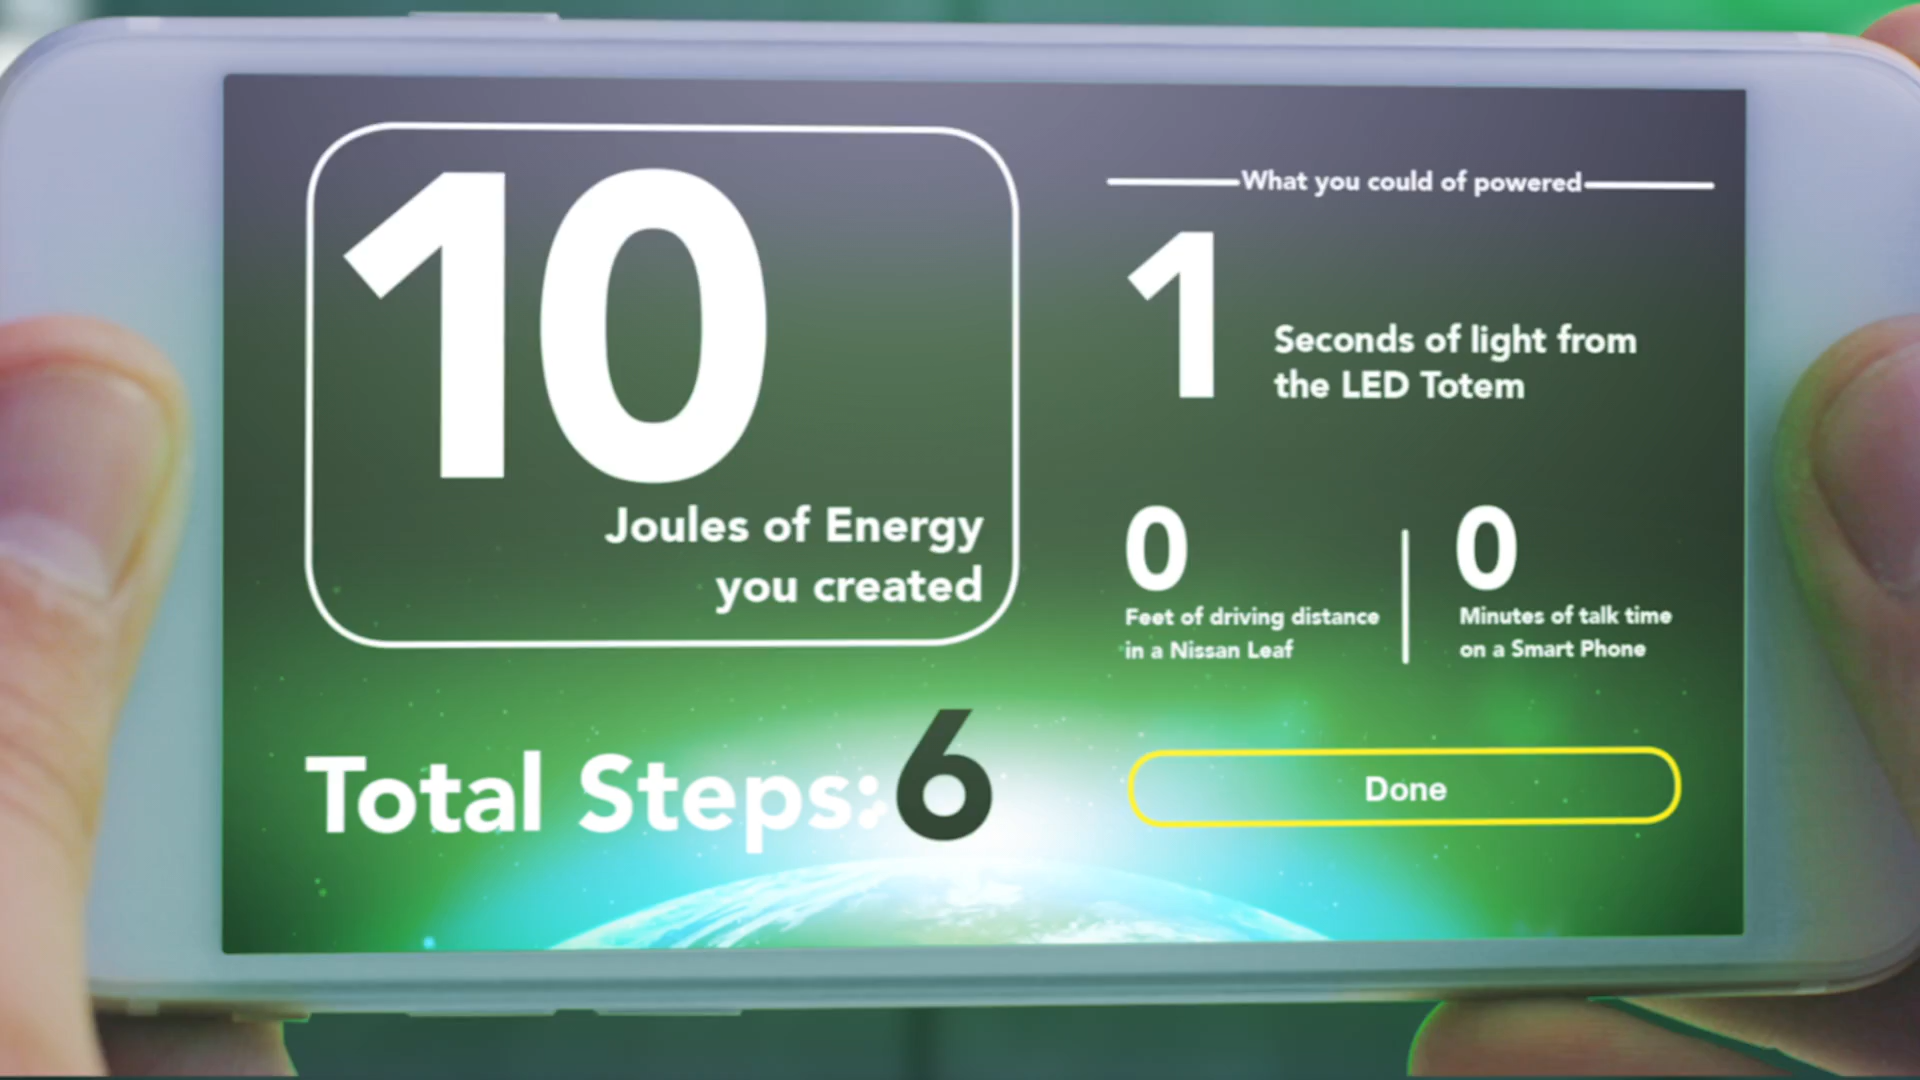 10
Joules of Energy
you created
Total Steps:6
What you could of powered
1
Seconds of light from
the LED Totem
0
Feet of driving distance
in a Nissan Leaf
0
Minutes of talk time
on a Smart Phone
Done